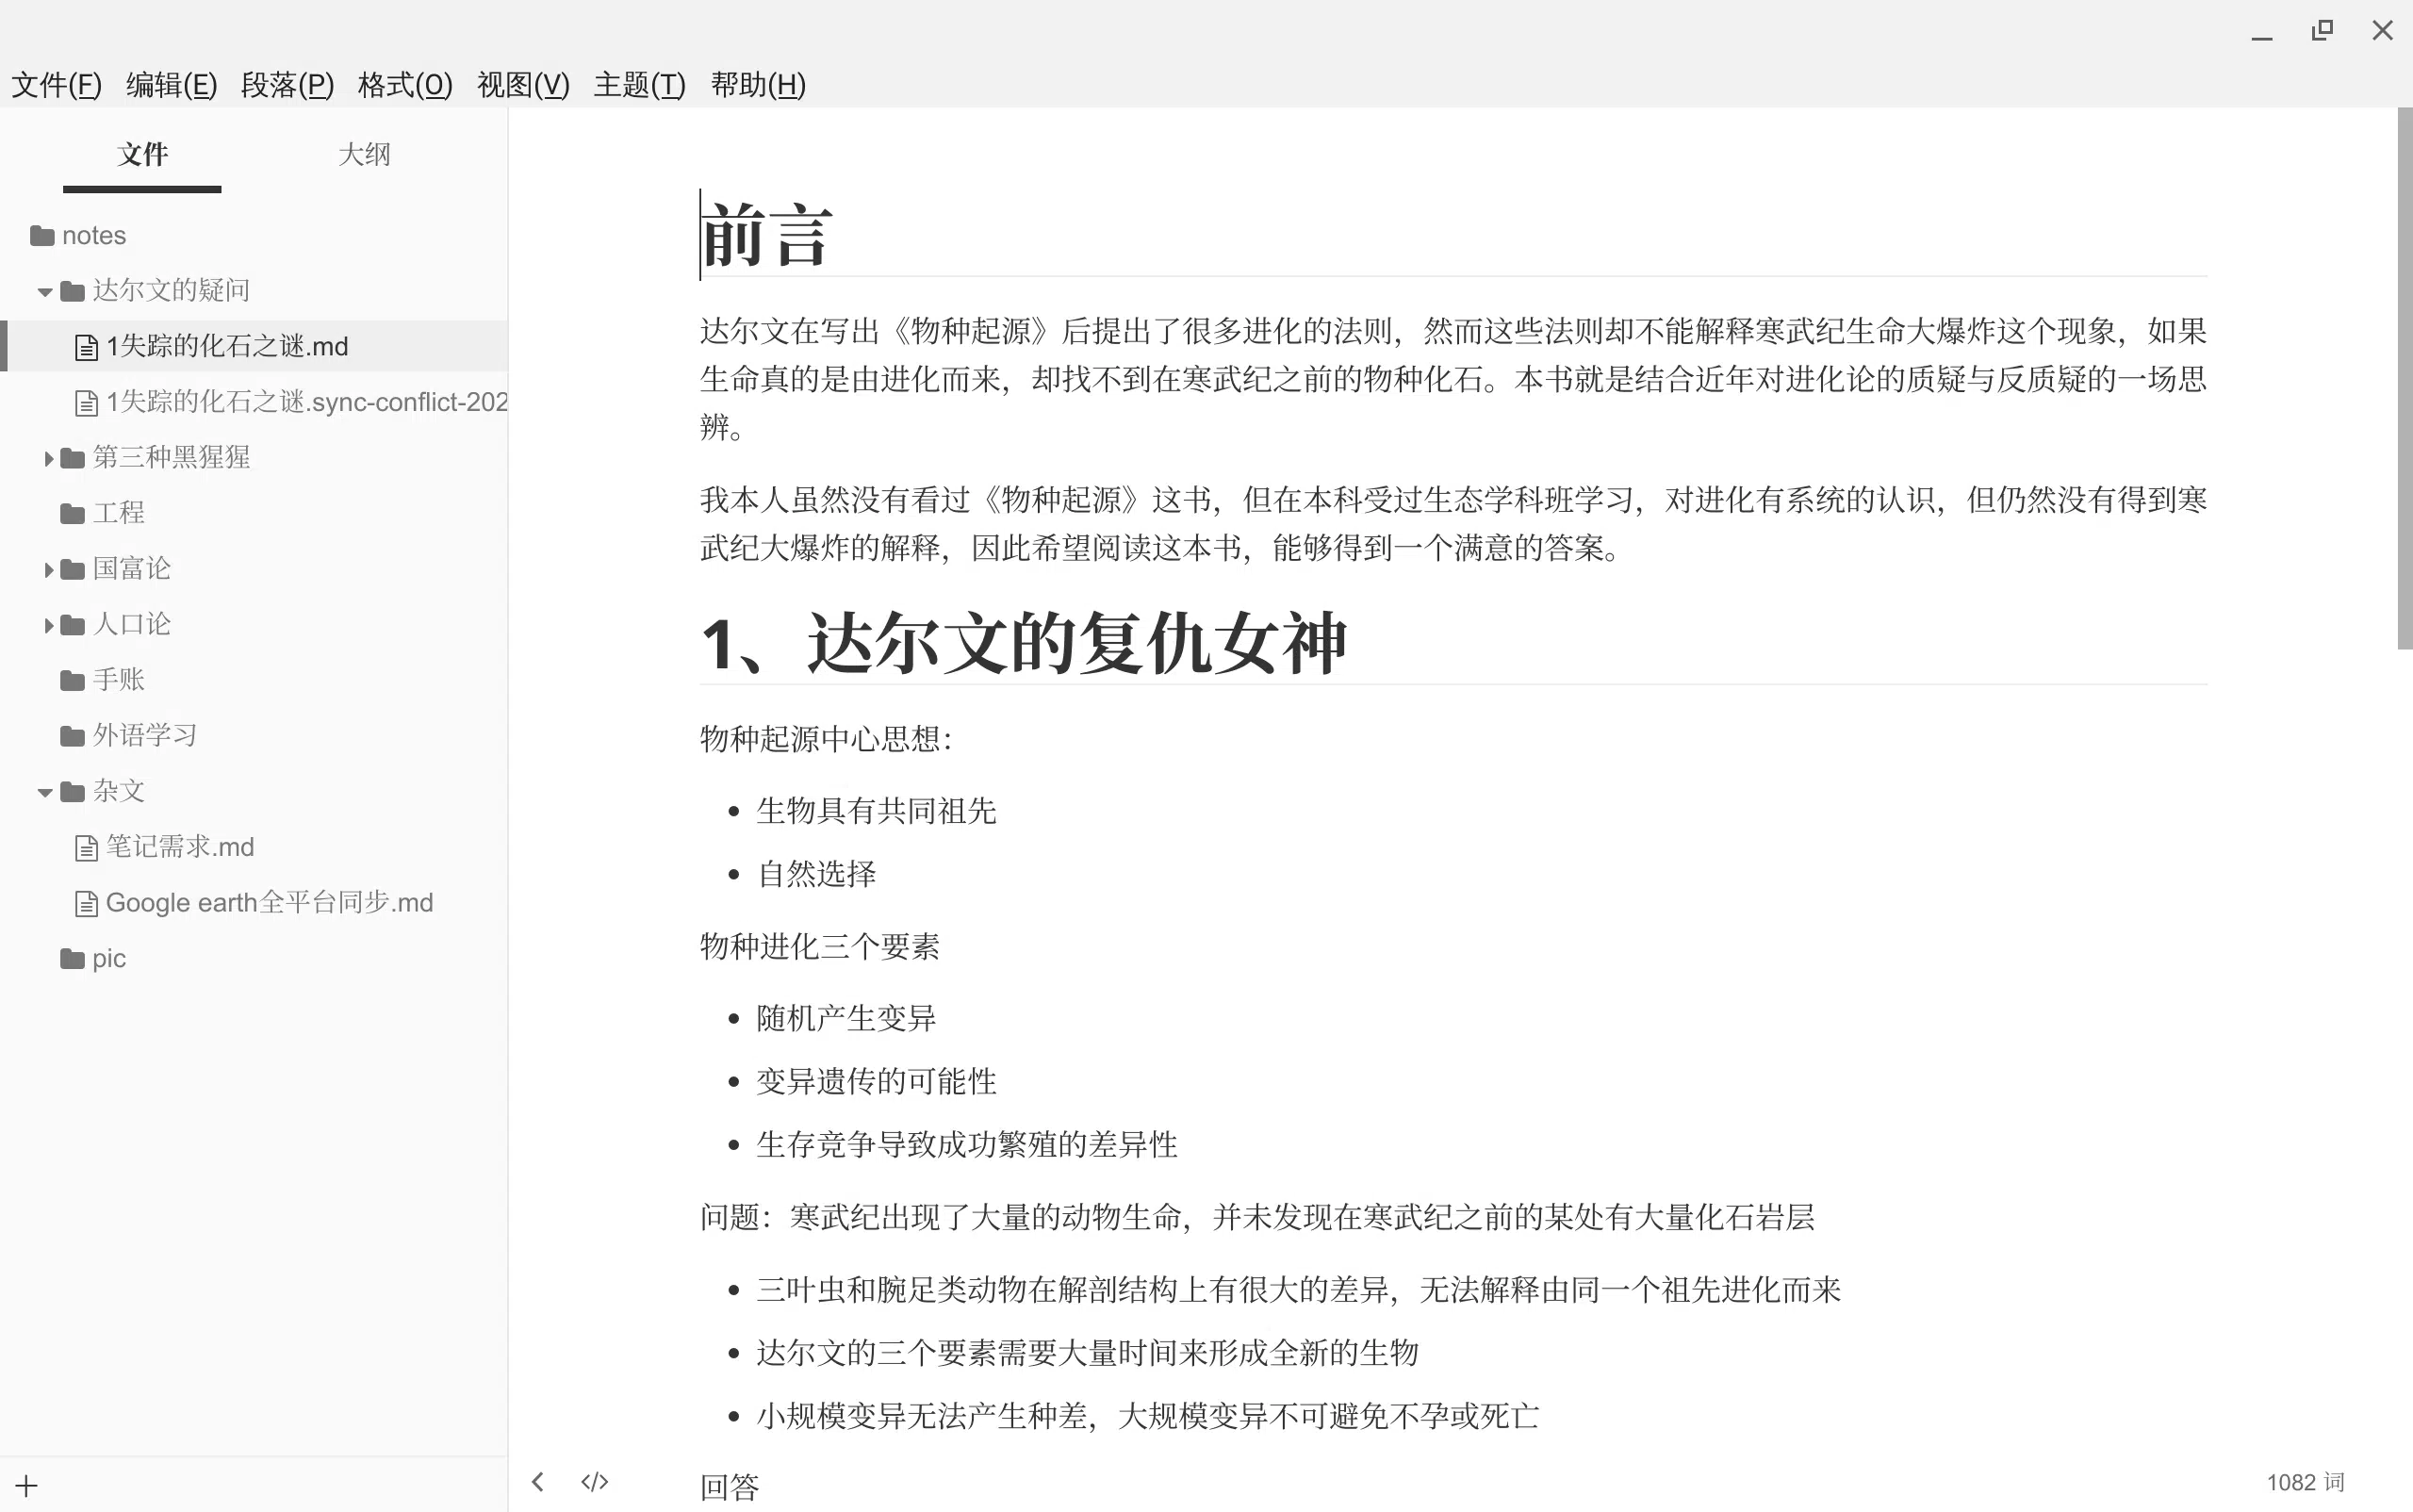 文件(F) 编辑(E) 段落(P) 格式(O) 视图(V) 主题(T) 帮助(H)
文件 大纲
notes
达尔文的疑问
1失踪的化石之谜.md
1失踪的化石之谜.sync-conflict-202
第三种黑猩猩
工程
国富论
人口论
手账
外语学习
杂文
笔记需求.md
Google earth全平台同步.md
pic
前言
达尔文在写出《物种起源》后提出了很多进化的法则，然而这些法则却不能解释寒武纪生命大爆炸这个现象，如果
生命真的是由进化而来，却找不到在寒武纪之前的物种化石。本书就是结合近年对进化论的质疑与反质疑的一场思
辨。
我本人虽然没有看过《物种起源》这书，但在本科受过生态学科班学习，对进化有系统的认识，但仍然没有得到寒
武纪大爆炸的解释，因此希望阅读这本书，能够得到一个满意的答案。
1、达尔文的复仇女神
物种起源中心思想：
• 生物具有共同祖先
• 自然选择
物种进化三个要素
• 随机产生变异
• 变异遗传的可能性
• 生存竞争导致成功繁殖的差异性
问题：寒武纪出现了大量的动物生命，并未发现在寒武纪之前的某处有大量化石岩层
• 三叶虫和腕足类动物在解剖结构上有很大的差异，无法解释由同一个祖先进化而来
• 达尔文的三个要素需要大量时间来形成全新的生物
• 小规模变异无法产生种差，大规模变异不可避免不孕或死亡
回答
1082 词